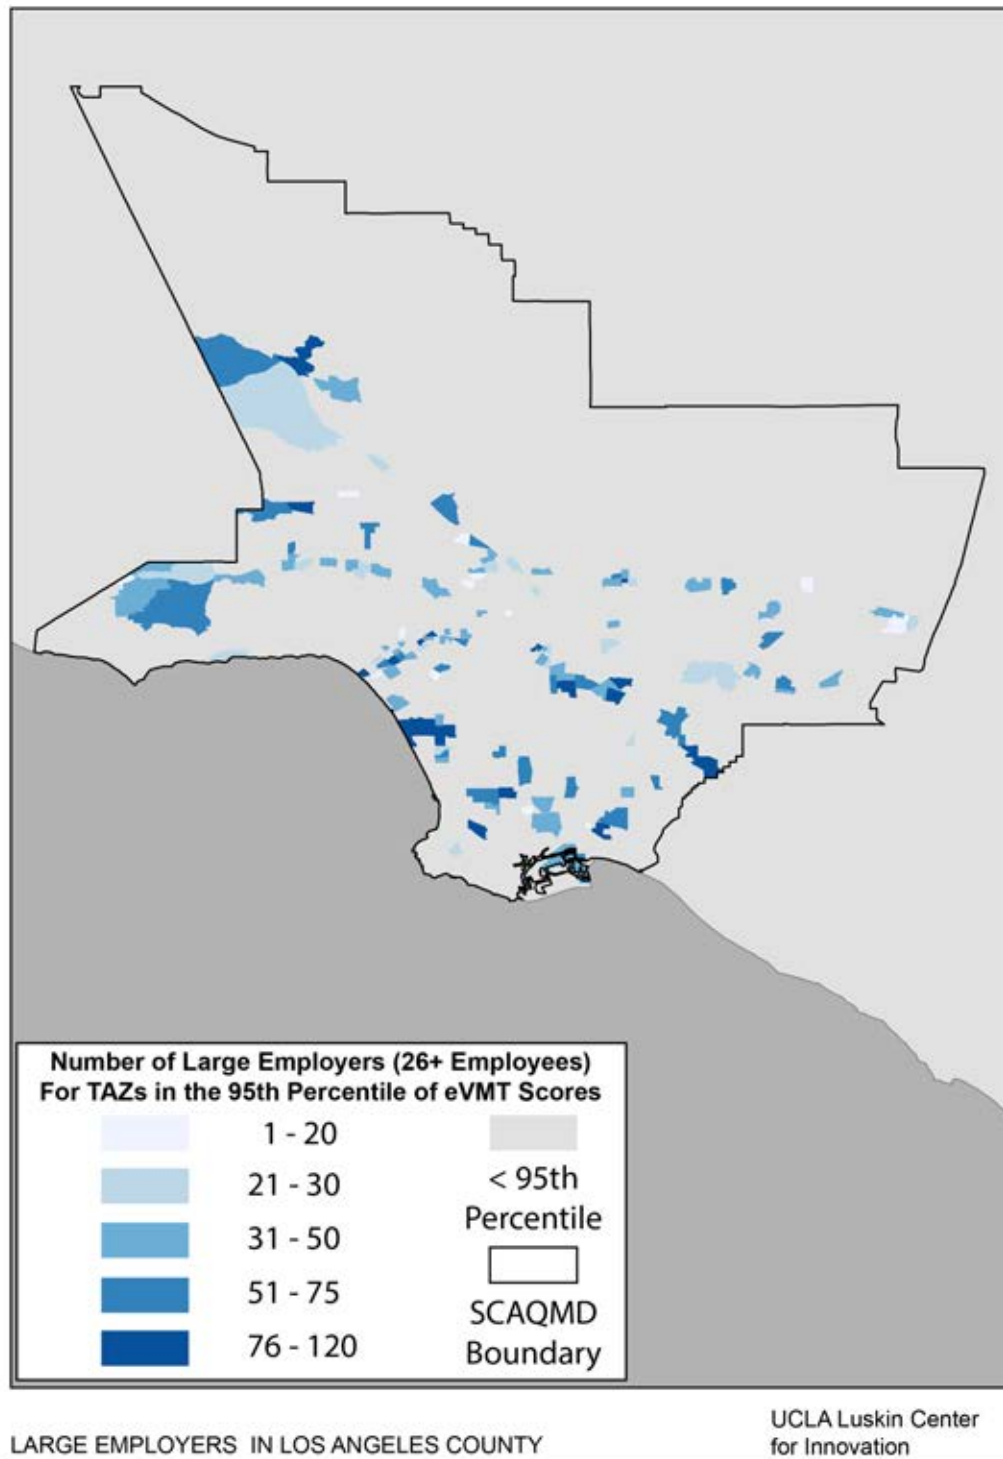 Number of Large Employers (26+ Employees)
For TAZs in the 95th Percentile of eVMT Scores
1 - 20
21 - 30
31 - 50
51 - 75
76 - 120
< 95th
Percentile
SCAQMD
Boundary
LARGE EMPLOYERS IN LOS ANGELES COUNTY
UCLA Luskin Center
for Innovation